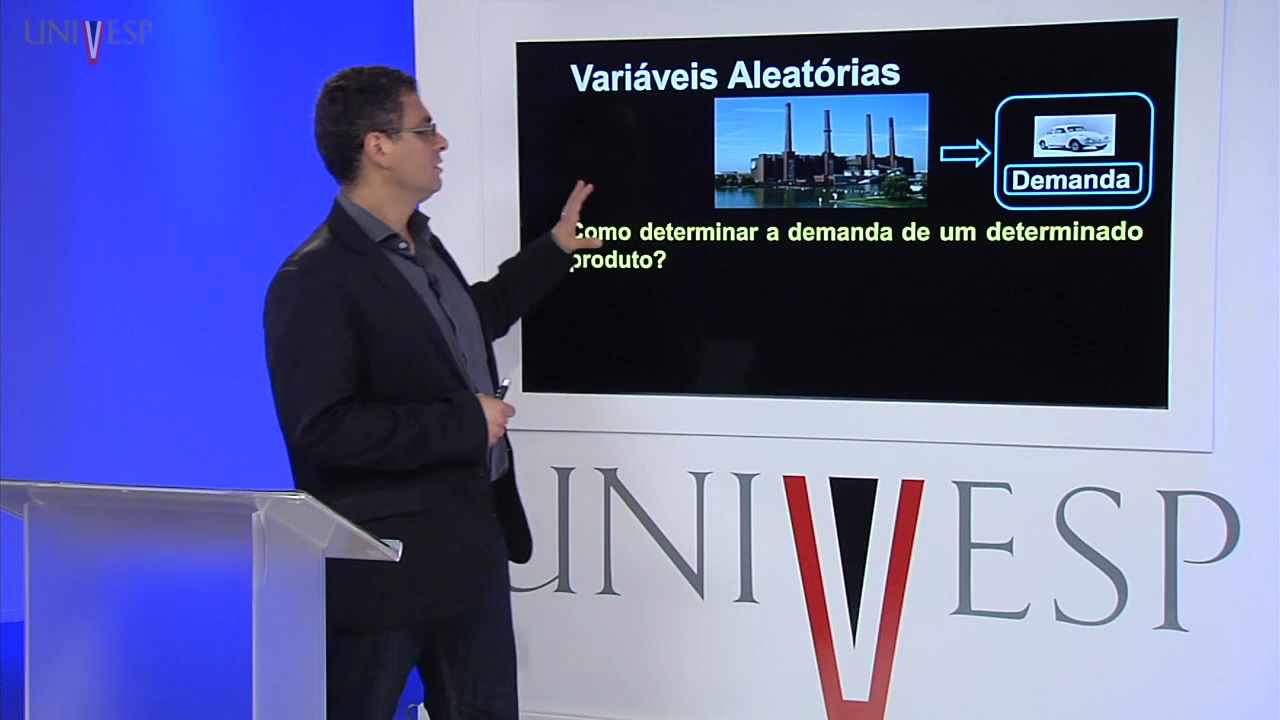 UNIVESP
Variáveis Aleatórias
Demanda
Como determinar a demanda de um determinado
produto?
UNIVESP